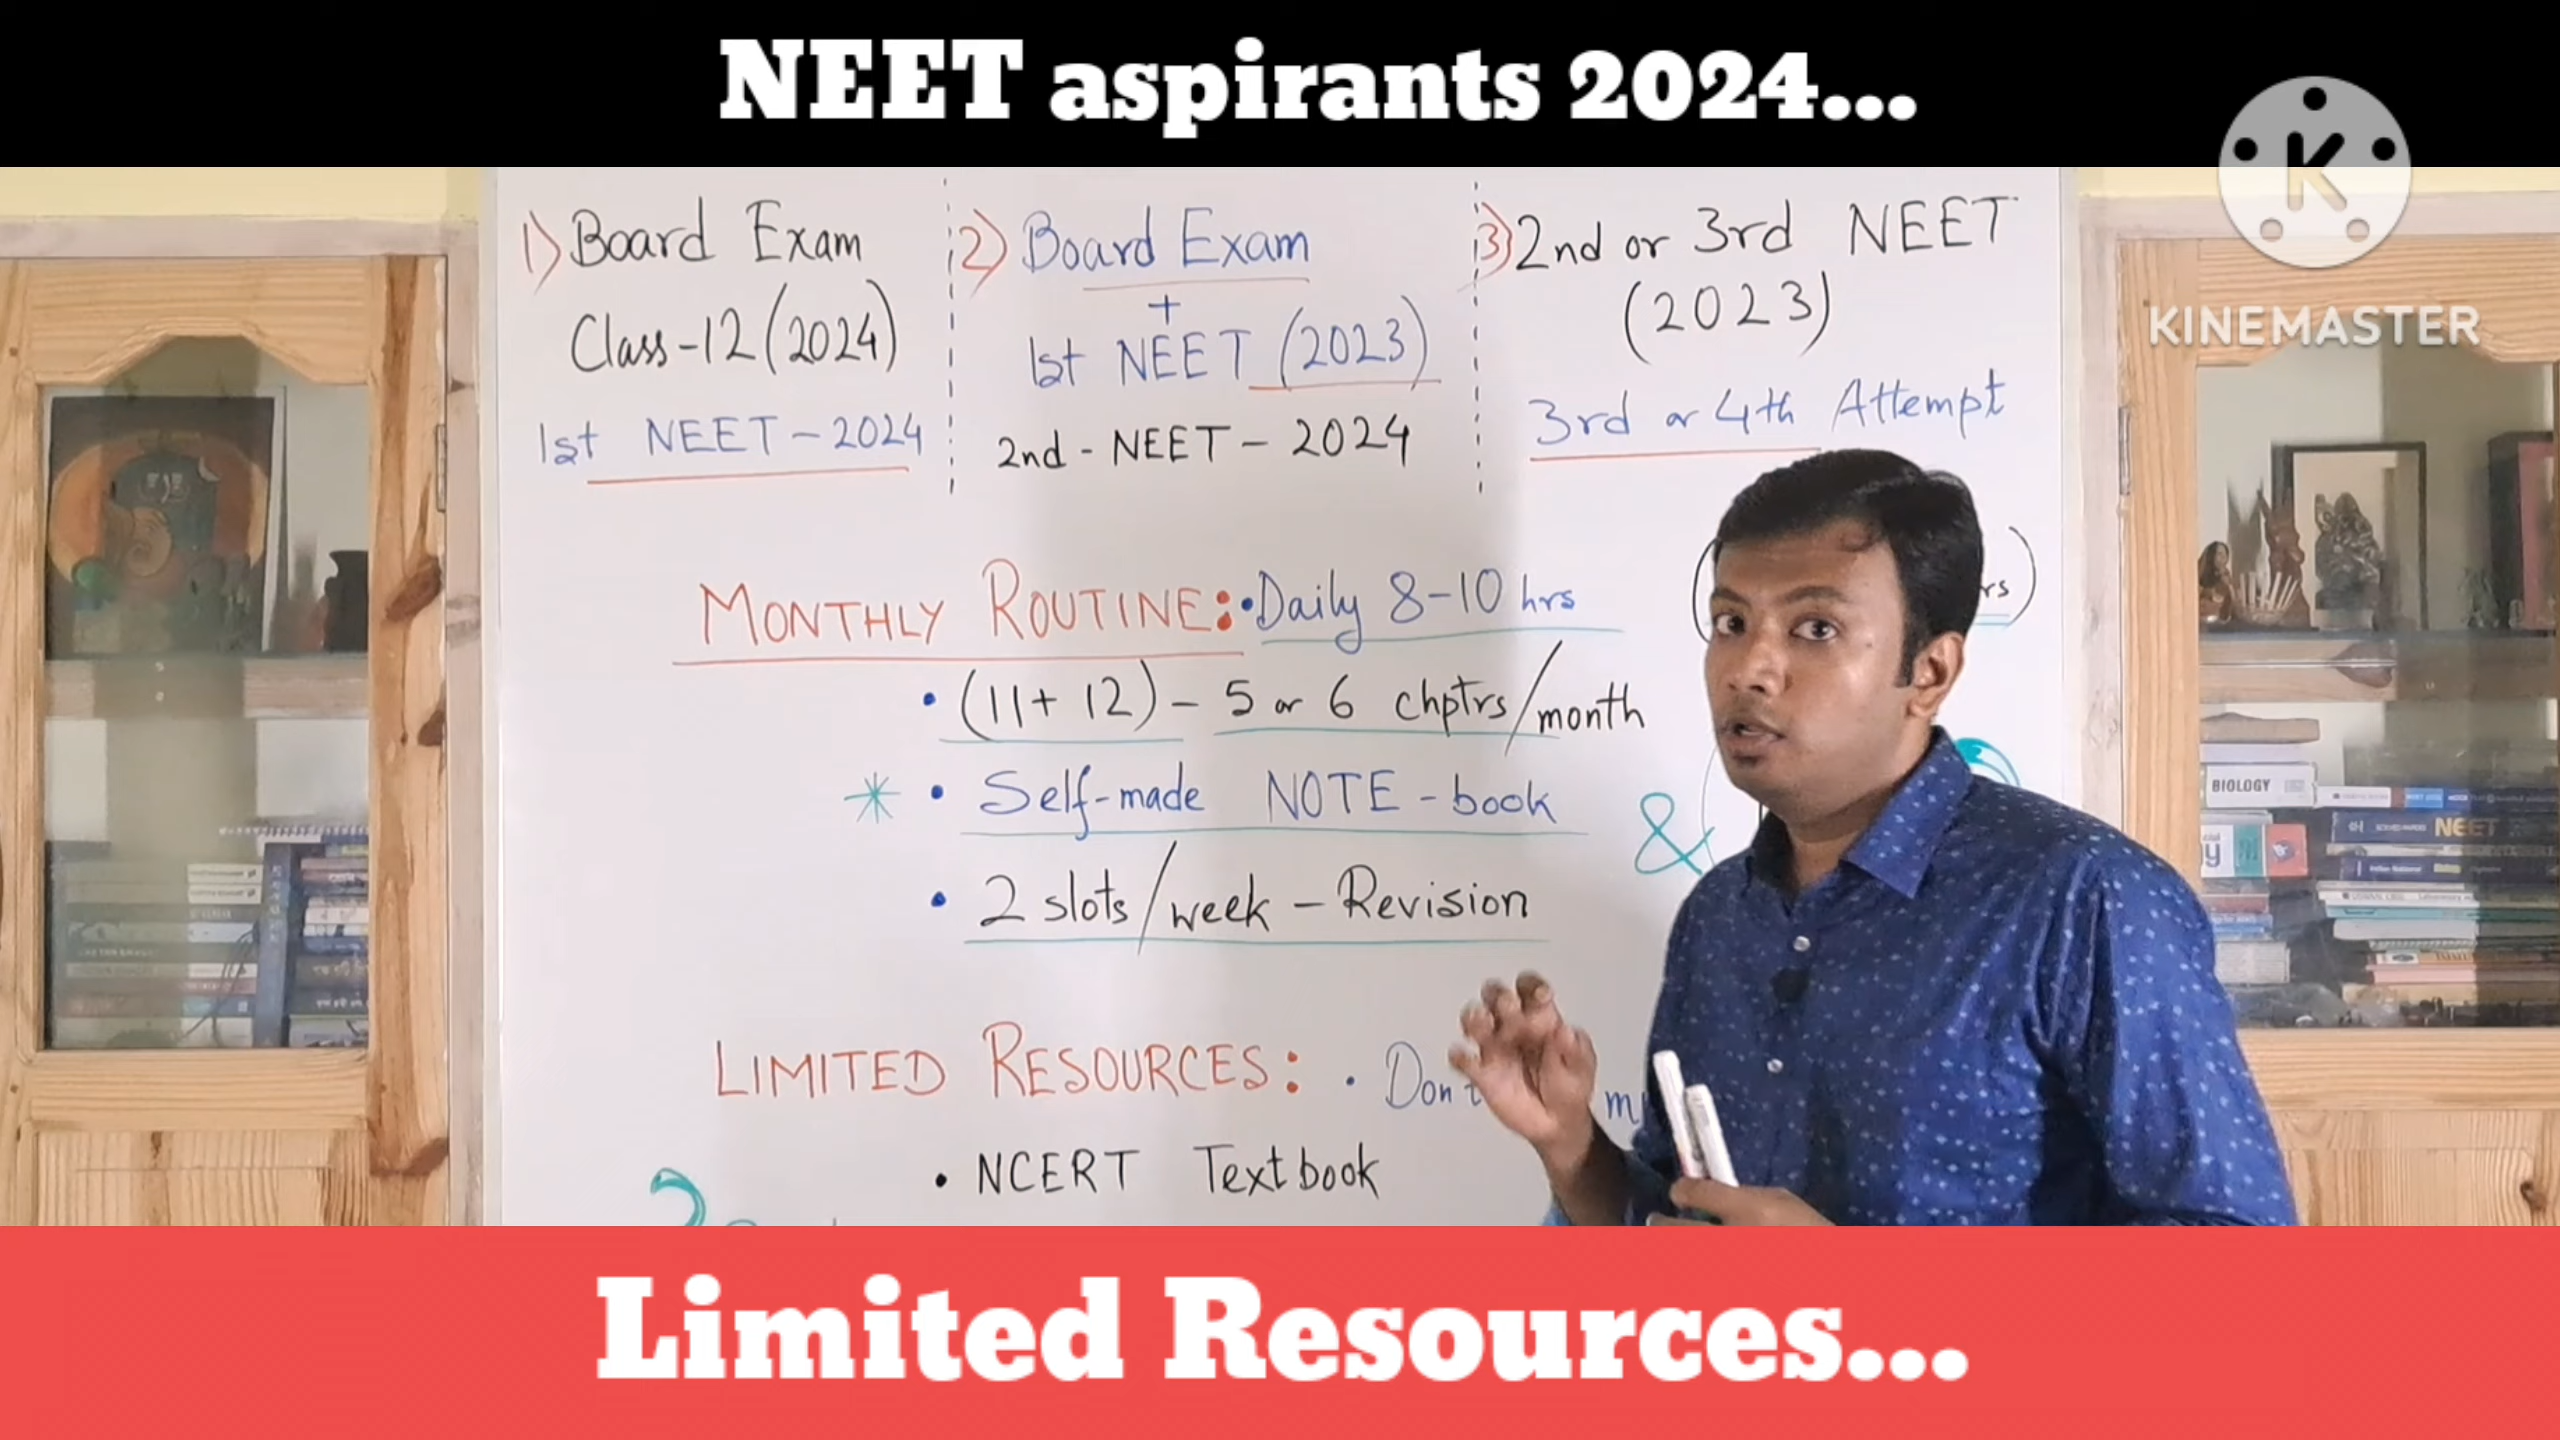 NEET aspirants 2024...
KINEMASTER
1) Board Exam
Class-12 (2024)
1st NEET - 2024
2) Board Exam
+
1st NEET (2023)
2nd - NEET - 2024
3) 2nd or 3rd NEET
(2023)
3rd or 4th Attempt
MONTHLY ROUTINE: • Daily 8-10 hrs
• (11+ 12) - 5 or 6 chptrs/month
* • Self-made NOTE-book &
• 2 slots/week - Revision
LIMITED RESOURCES: •
• NCERT Textbook
BIOLOGY
NEET
Limited Resources...